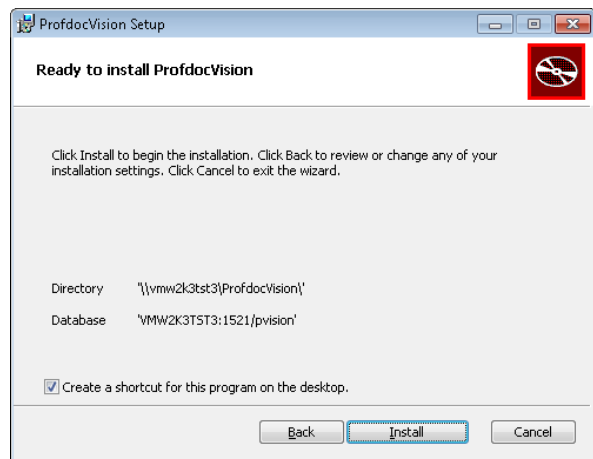 ProfdocVision Setup
Ready to install ProfdocVision
Click Install to begin the installation. Click Back to review or change any of your
installation settings. Click Cancel to exit the wizard.
Directory '\\vmw2k3tst3\ProfdocVision\'
Database 'VMW2K3TST3:1521/pvision'
Create a shortcut for this program on the desktop.
Back Install Cancel